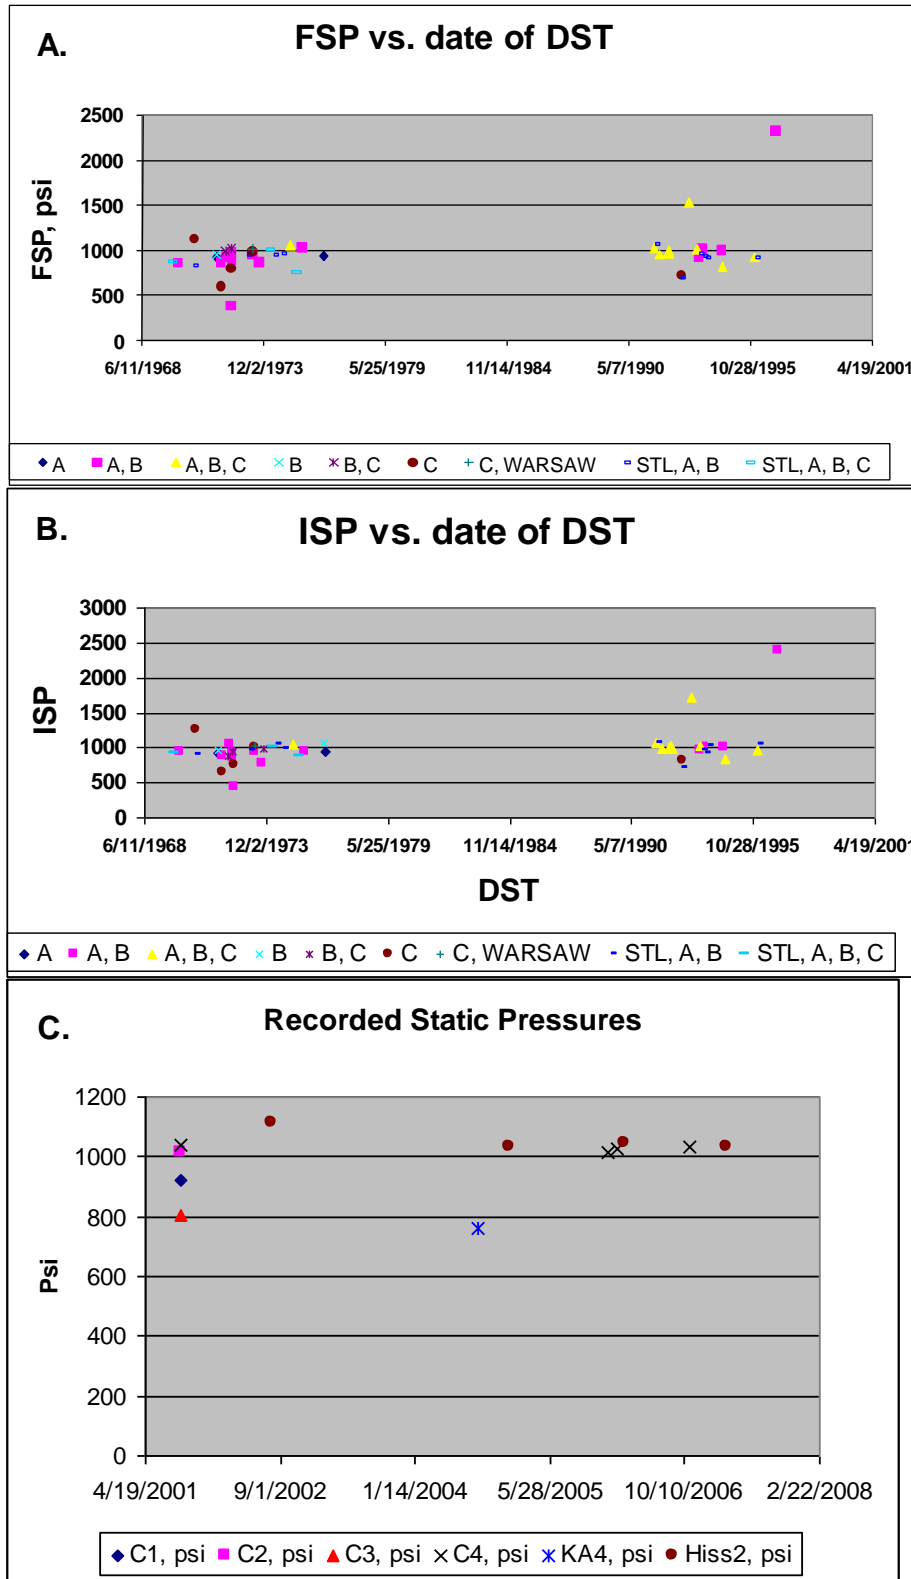 A.
FSP vs. date of DST
FSP, psi
2500
2000
1500
1000
500
0
6/11/1968 12/2/1973 5/25/1979 11/14/1984 5/7/1990 10/28/1995 4/19/2001
A A, B A, B, C B B, C C C, WARSAW STL, A, B STL, A, B, C
B.
ISP vs. date of DST
ISP
3000
2500
2000
1500
1000
500
0
6/11/1968 12/2/1973 5/25/1979 11/14/1984 5/7/1990 10/28/1995 4/19/2001
DST
A A, B A, B, C B B, C C C, WARSAW STL, A, B STL, A, B, C
C.
Recorded Static Pressures
Psi
1200
1000
800
600
400
200
0
4/19/2001 9/1/2002 1/14/2004 5/28/2005 10/10/2006 2/22/2008
C1, psi C2, psi C3, psi C4, psi KA4, psi Hiss2, psi